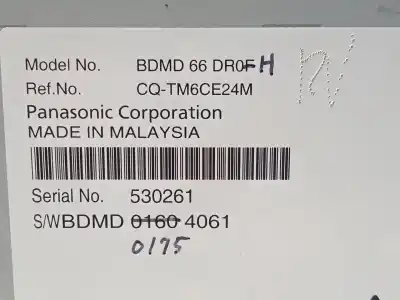 Model No. BDMD 66 DR0F H
Ref.No. CQ-TM6CE24M
Panasonic Corporation
MADE IN MALAYSIA
Serial No. 530261
S/WBDMD 0160 4061
0175